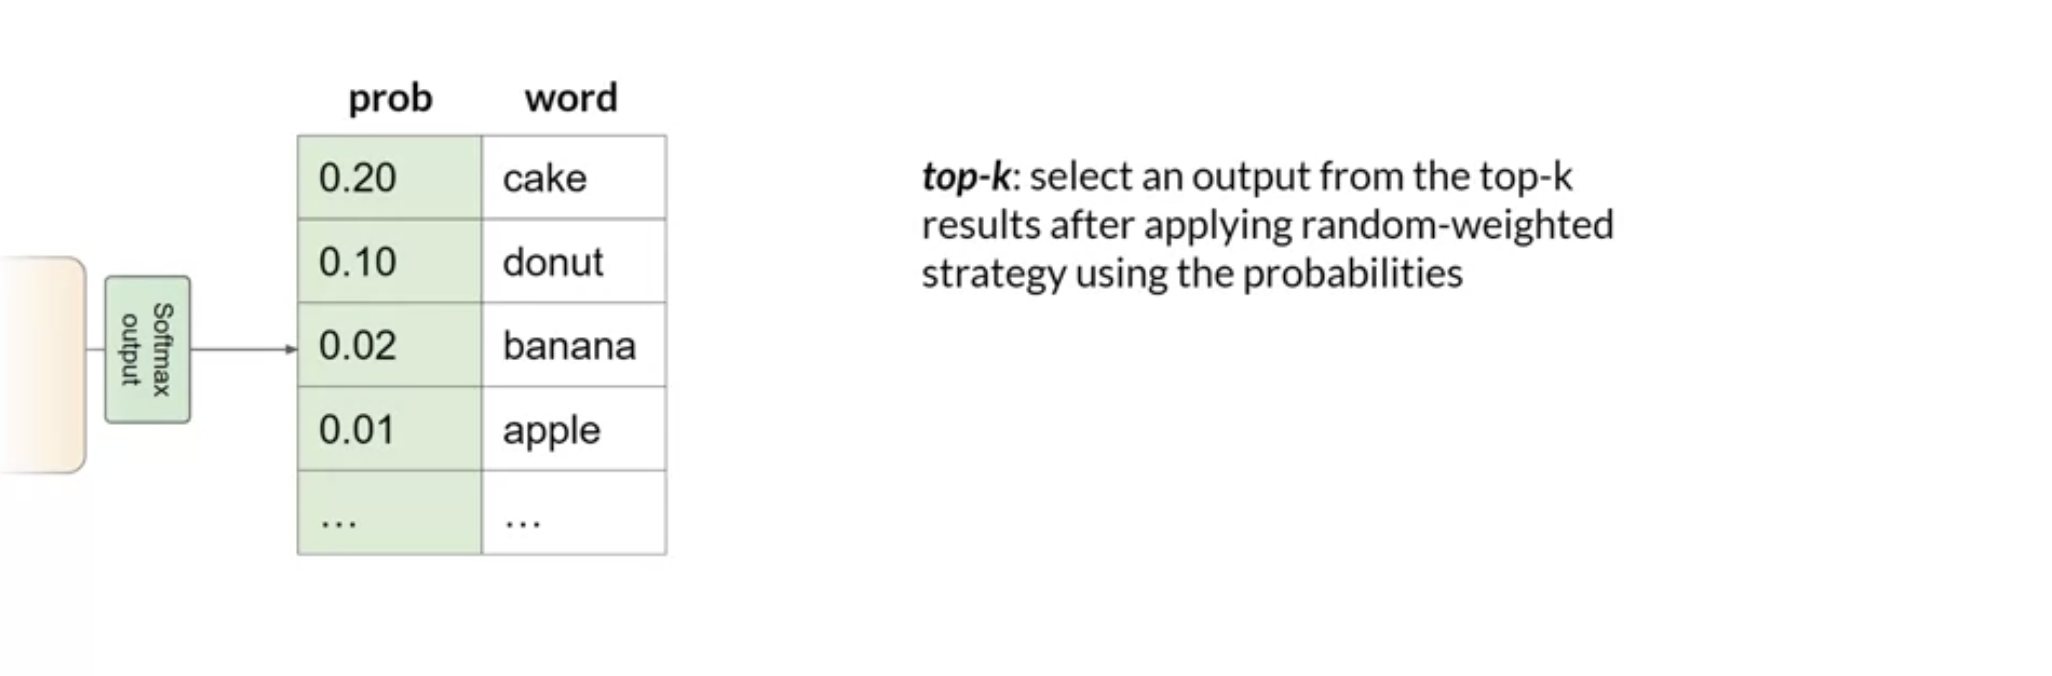 prob word
0.20 cake
0.10 donut
0.02 banana
0.01 apple
... ...
Softmax
output
top-k: select an output from the top-k
results after applying random-weighted
strategy using the probabilities